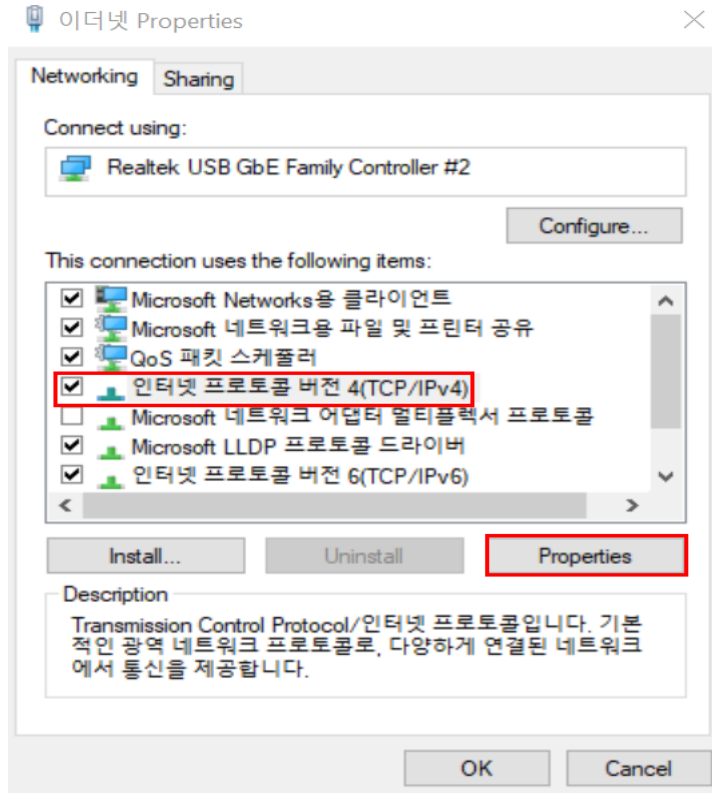 이더넷 Properties
Networking
Sharing
Connect using:
Realtek USB GbE Family Controller #2
Configure...
This connection uses the following items:
Microsoft Networks용 클라이언트
Microsoft 네트워크용 파일 및 프린터 공유
QoS 패킷 스케줄러
인터넷 프로토콜 버전 4(TCP/IPv4)
Microsoft 네트워크 어댑터 멀티플렉서 프로토콜
Microsoft LLDP 프로토콜 드라이버
인터넷 프로토콜 버전 6(TCP/IPv6)
Install...
Uninstall
Properties
Description
Transmission Control Protocol/인터넷 프로토콜입니다. 기본
적인 광역 네트워크 프로토콜로, 다양하게 연결된 네트워크
에서 통신을 제공합니다.
OK
Cancel